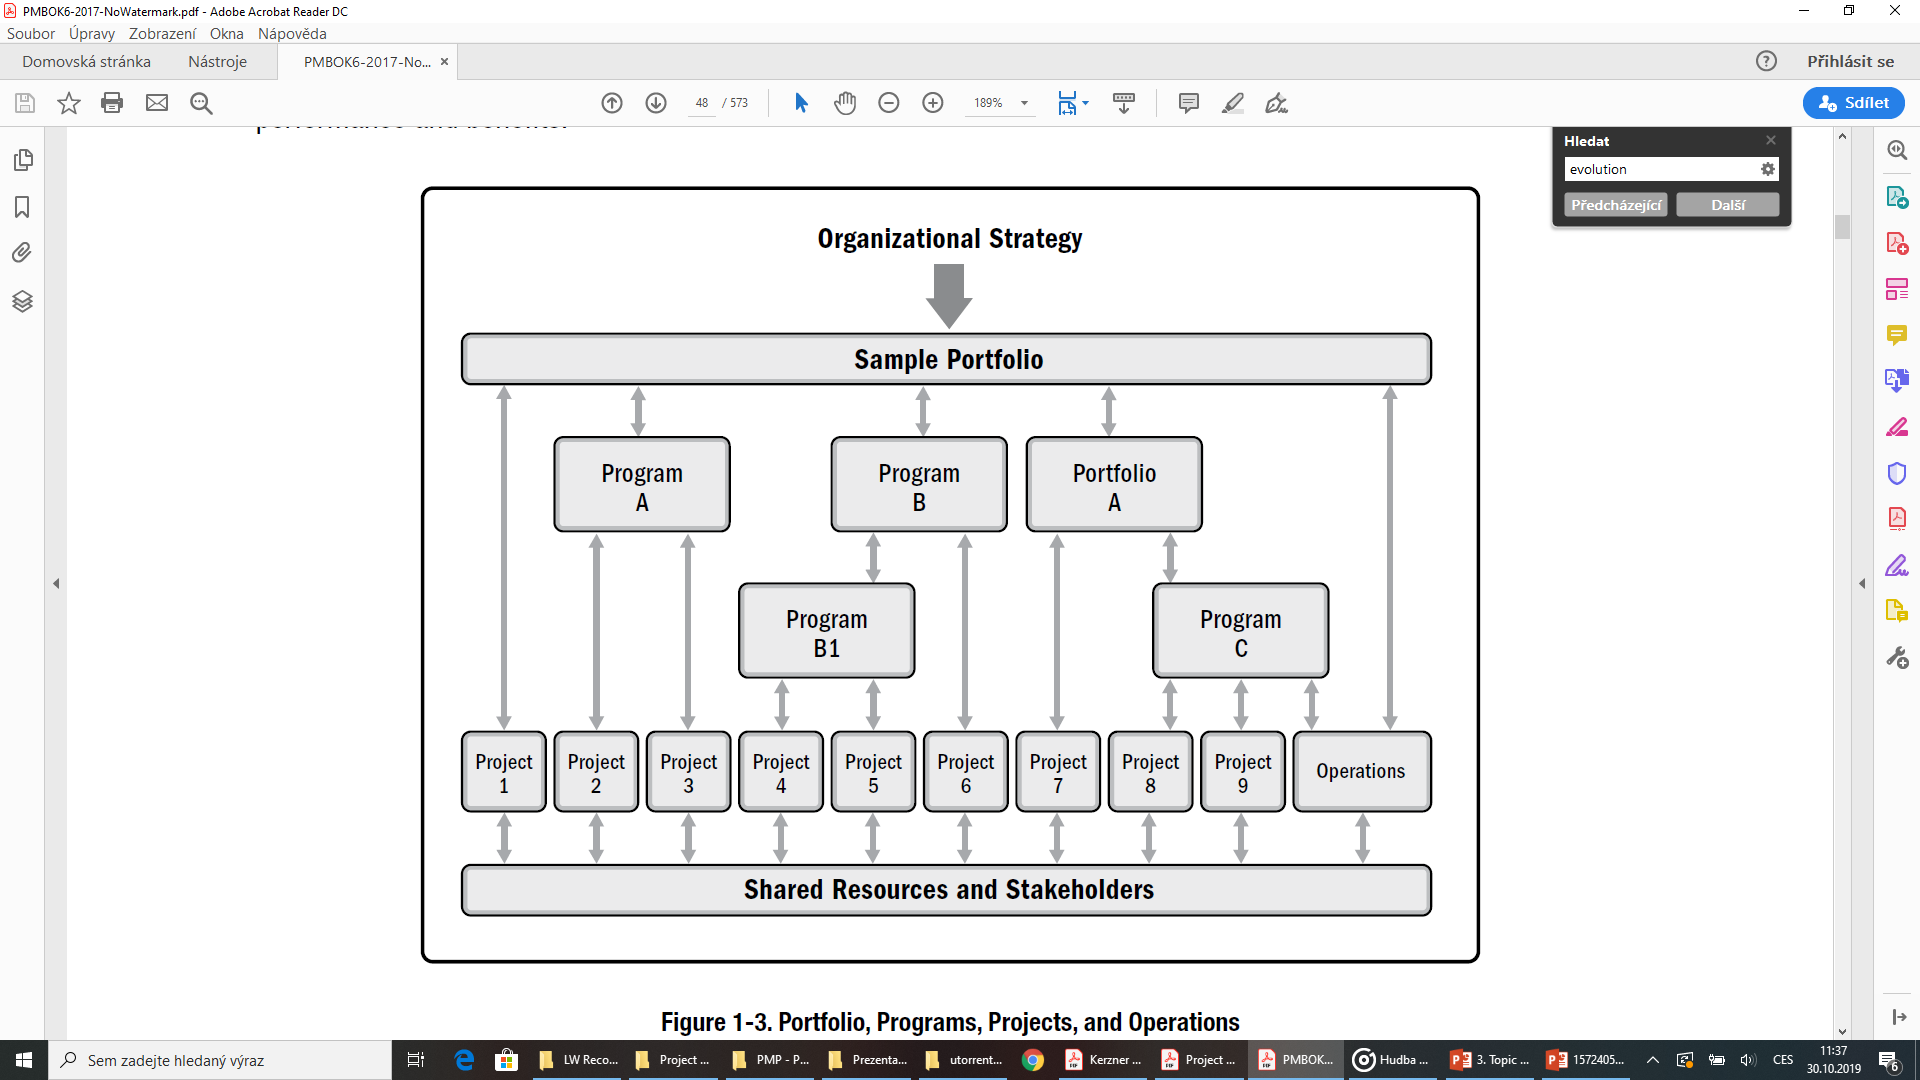 PMBOK6-2017-NoWatermark.pdf - Adobe Acrobat Reader DC
Soubor Úpravy Zobrazení Okna Nápověda
Domovská stránka Nástroje PMBOK6-2017-No... × Přihlásit se
48 / 573 189% Sdílet
performance and benefits.
Hledat
evolution
Předcházející Další
Organizational Strategy
Sample Portfolio
Program
A
Program
B
Portfolio
A
Program
B1
Program
C
Project
1
Project
2
Project
3
Project
4
Project
5
Project
6
Project
7
Project
8
Project
9
Operations
Shared Resources and Stakeholders
Figure 1-3. Portfolio, Programs, Projects, and Operations
Sem zadejte hledaný výraz
LW Reco...
Project ...
PMP - P...
Prezenta...
utorrent...
Kerzner ...
Project ...
PMBOK...
Hudba ...
3. Topic ...
1572405...
CES
11:37
30.10.2019
6